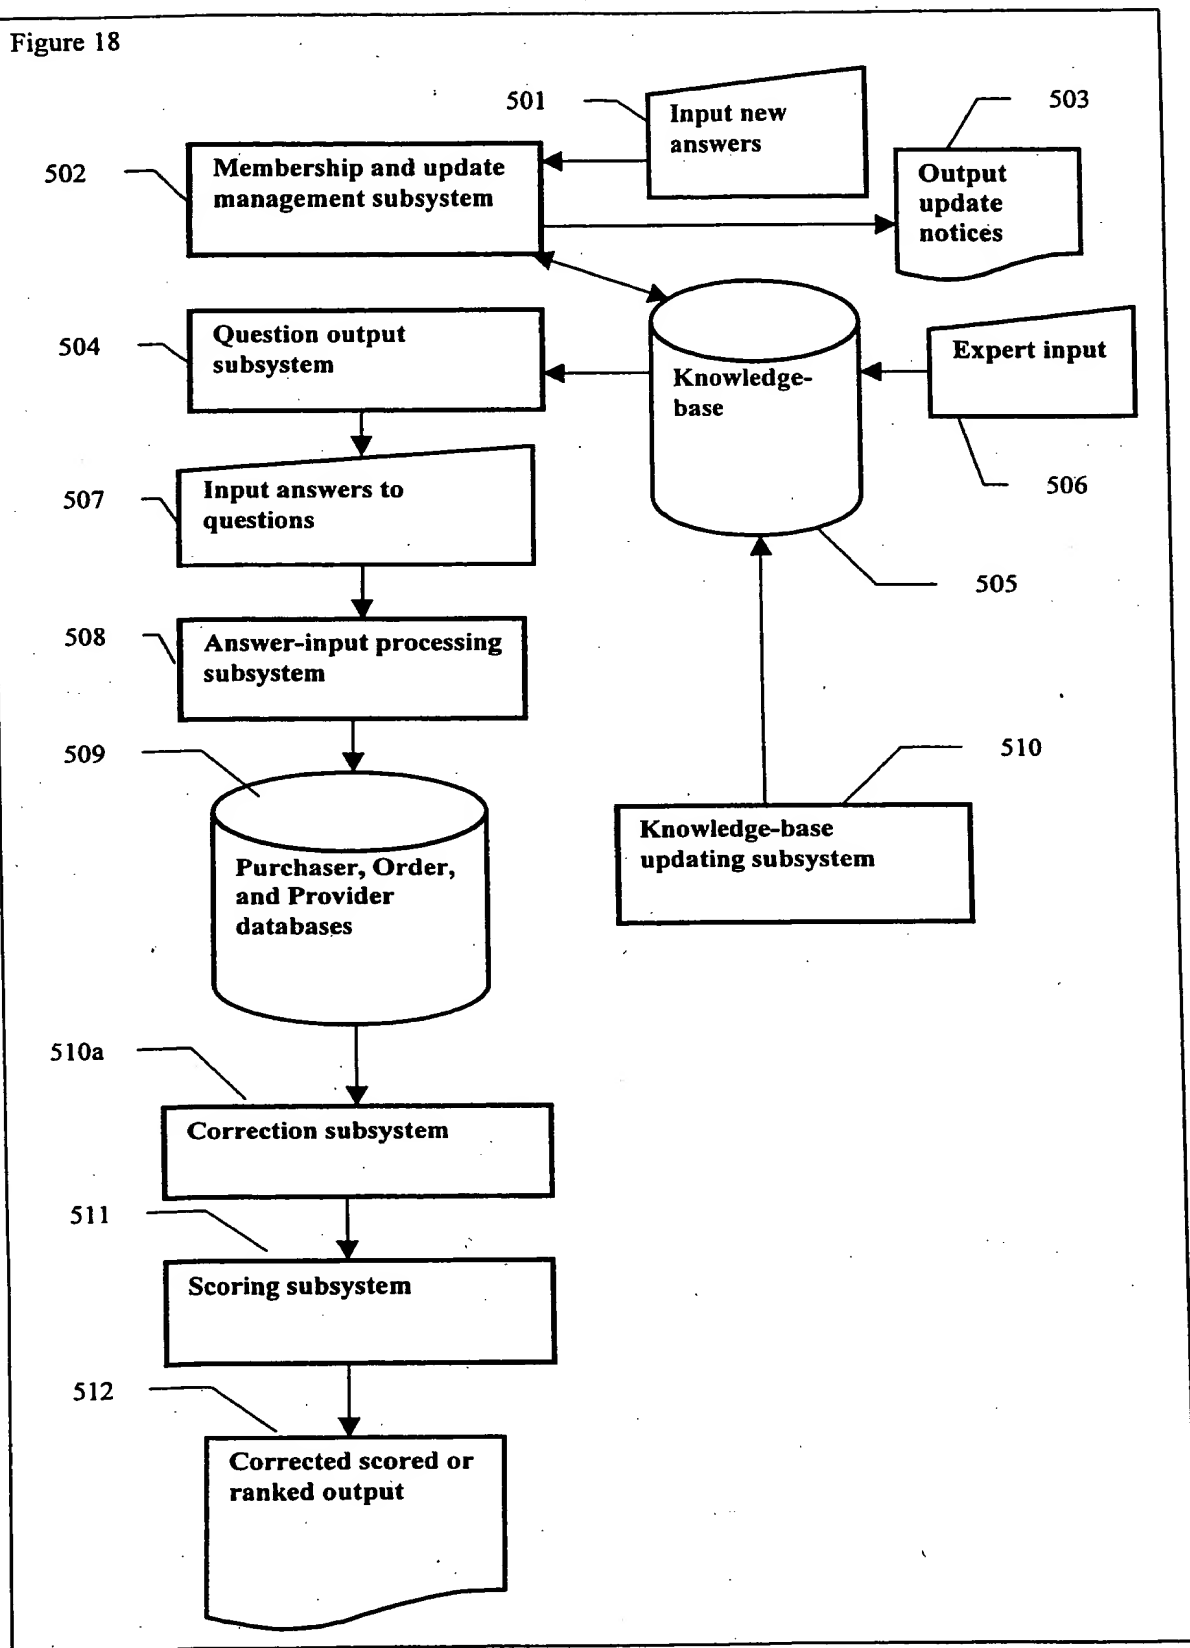 Figure 18
501
Input new
answers
503
Output
update
notices
502
Membership and update
management subsystem
504
Question output
subsystem
Knowledge-
base
Expert input
506
505
507
Input answers to
questions
508
Answer-input processing
subsystem
509
Purchaser, Order,
and Provider
databases
510
Knowledge-base
updating subsystem
510a
Correction subsystem
511
Scoring subsystem
512
Corrected scored or
ranked output